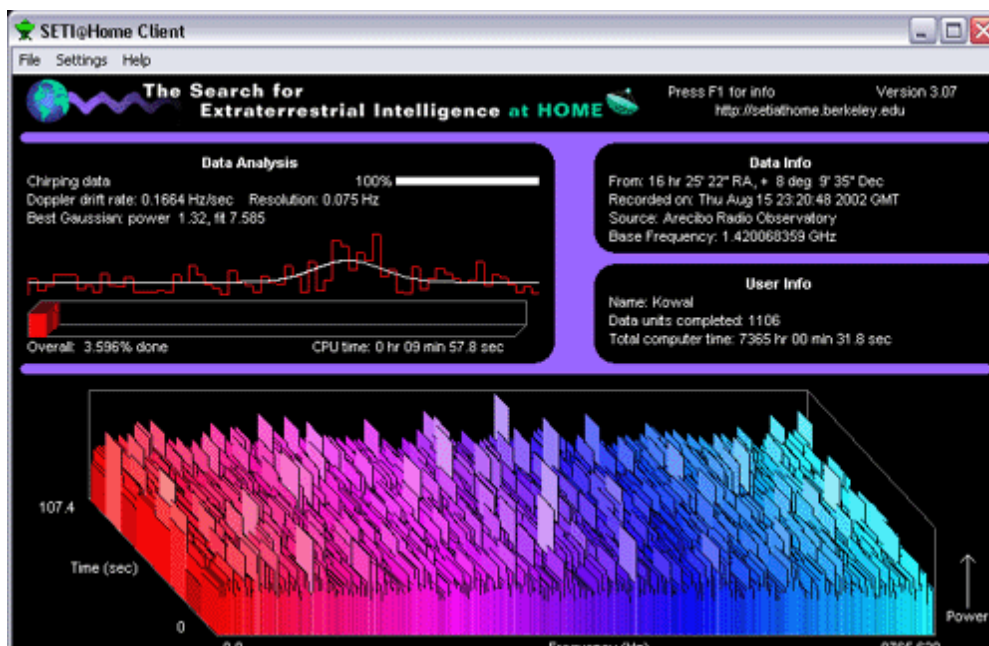 SETI@Home Client
File Settings Help
The Search for
Extraterrestrial Intelligence at HOME
Press F1 for info Version 3.07
http://setiathome.berkeley.edu
Data Analysis
Chirping data 100%
Doppler drift rate: 0.1664 Hz/sec Resolution: 0.075 Hz
Best Gaussian: power 1.32, fit 7.585
Overall: 3.596% done CPU time: 0 hr 09 min 57.8 sec
Data Info
From: 16 hr 25' 22" RA, + 8 deg 9' 35" Dec
Recorded on: Thu Aug 15 23:20:48 2002 GMT
Source: Arecibo Radio Observatory
Base Frequency: 1.420068359 GHz
User Info
Name: Kowal
Data units completed: 1106
Total computer time: 7365 hr 00 min 31.8 sec
107.4
Time (sec)
0
Power
Frequency (Hz)